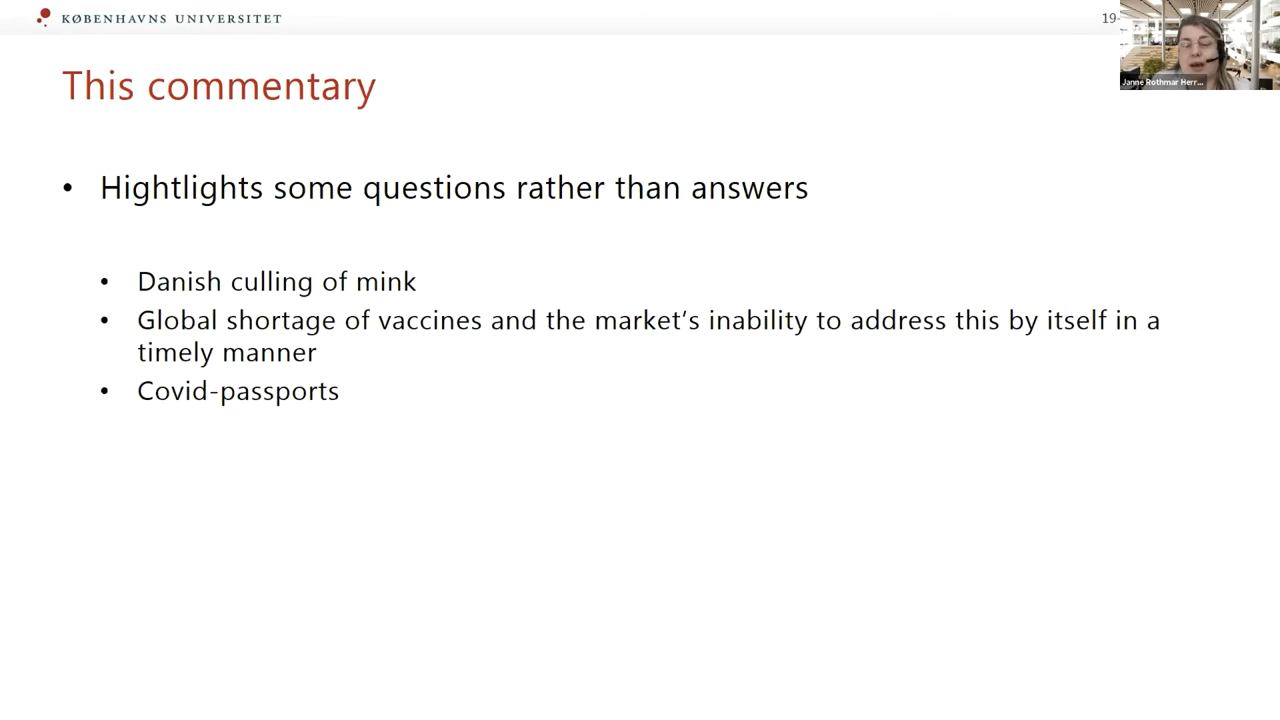 KØBENHAVNS UNIVERSITET
19-
Janne Rothmar Herr...
This commentary
• Hightlights some questions rather than answers
• Danish culling of mink
• Global shortage of vaccines and the market's inability to address this by itself in a
timely manner
• Covid-passports